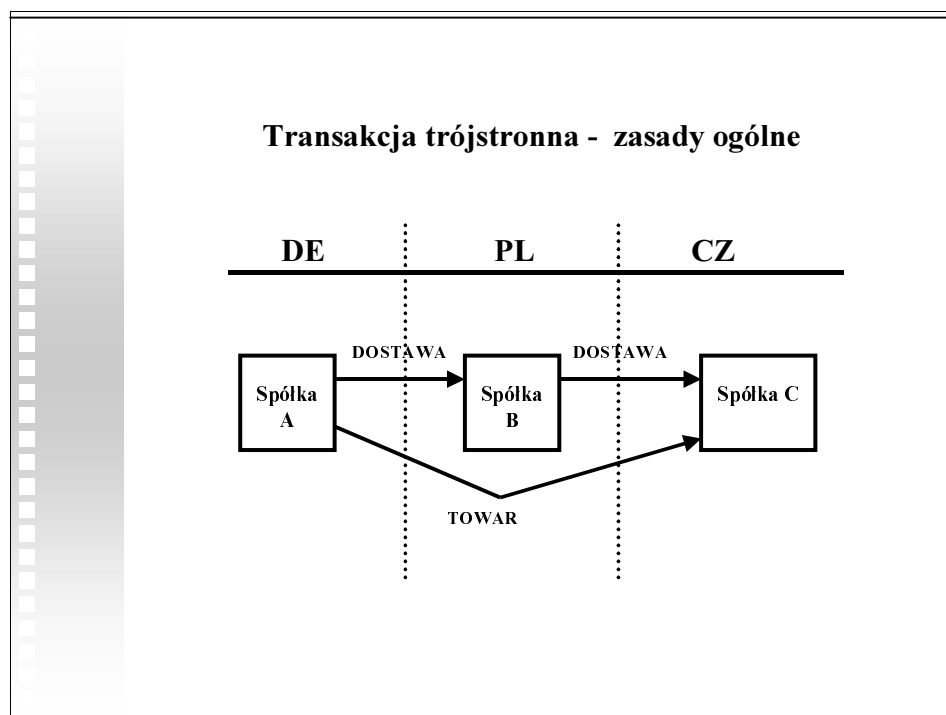 Transakcja trójstronna - zasady ogólne
DE PL CZ
DOSTAWA DOSTAWA
Spółka
A
Spółka
B
Spółka C
TOWAR